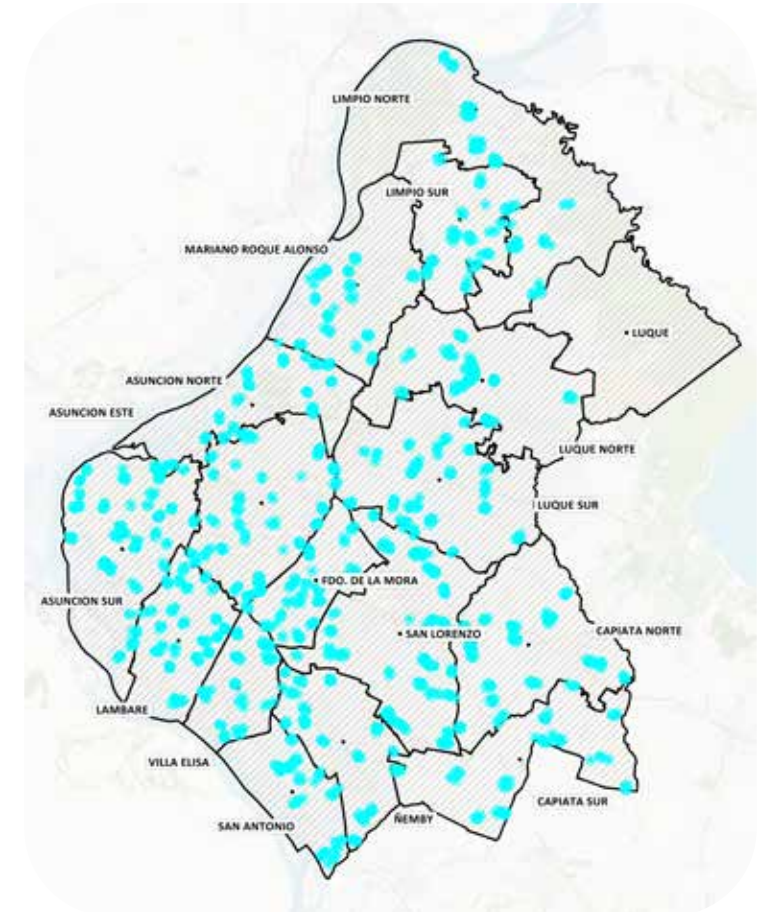 LIMPIO NORTE
LIMPIO SUR
MARIANO ROQUE ALONSO
LUQUE
ASUNCION NORTE
ASUNCION ESTE
LUQUE NORTE
LUQUE SUR
FDO. DE LA MORA
ASUNCION SUR
CAPIATA NORTE
SAN LORENZO
LAMBARE
VILLA ELISA
CAPIATA SUR
ÑEMBY
SAN ANTONIO